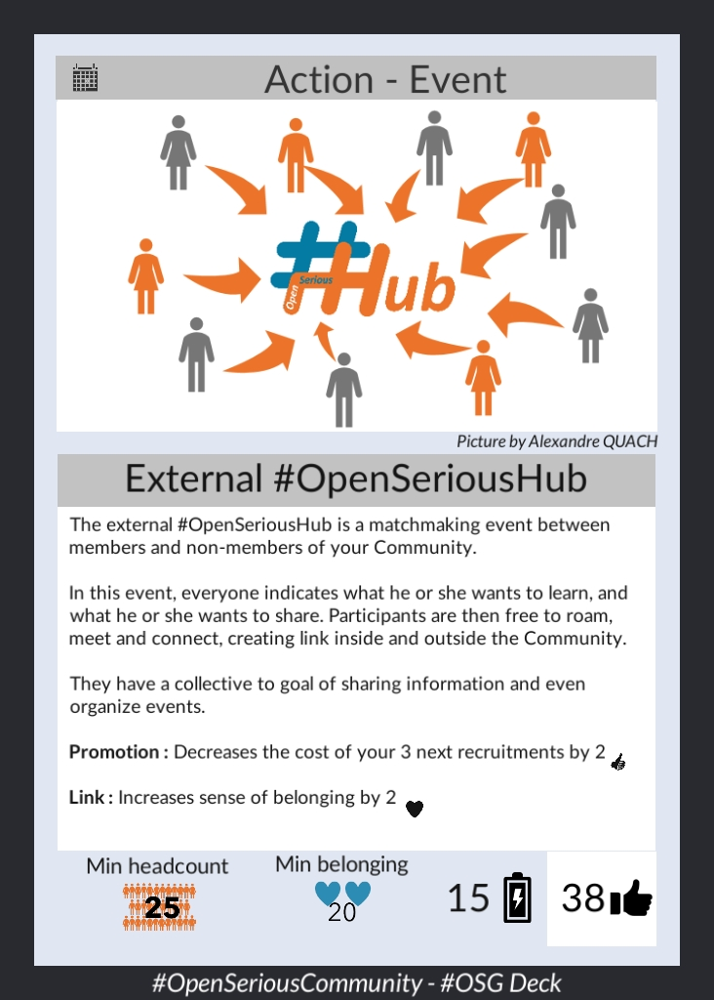 Action - Event
#Hub
Open Serious
Picture by Alexandre QUACH
External #OpenSeriousHub
The external #OpenSeriousHub is a matchmaking event between
members and non-members of your Community.
In this event, everyone indicates what he or she wants to learn, and
what he or she wants to share. Participants are then free to roam,
meet and connect, creating link inside and outside the Community.
They have a collective to goal of sharing information and even
organize events.
Promotion : Decreases the cost of your 3 next recruitments by 2
Link : Increases sense of belonging by 2
Min headcount
25
Min belonging
20
15
38
#OpenSeriousCommunity - #OSG Deck